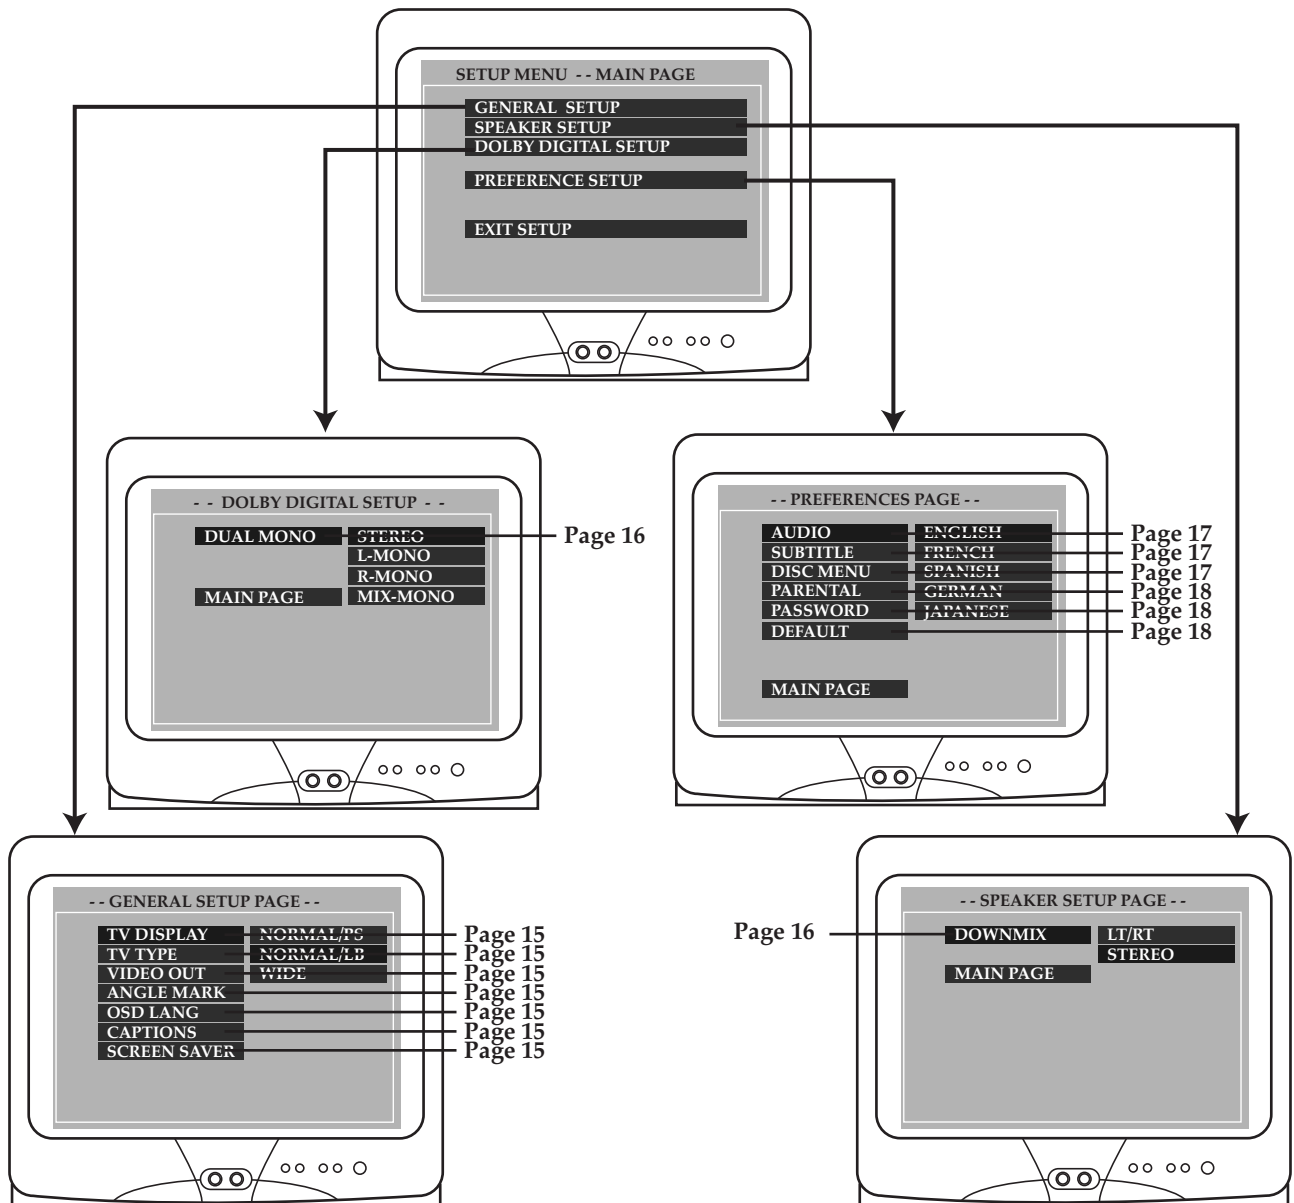 SETUP MENU - - MAIN PAGE
GENERAL SETUP
SPEAKER SETUP
DOLBY DIGITAL SETUP
PREFERENCE SETUP
EXIT SETUP
- - DOLBY DIGITAL SETUP - -
DUAL MONO STEREO Page 16
L-MONO
R-MONO
MAIN PAGE MIX-MONO
- - PREFERENCES PAGE - -
AUDIO ENGLISH Page 17
SUBTITLE FRENCH Page 17
DISC MENU SPANISH Page 17
PARENTAL GERMAN Page 18
PASSWORD JAPANESE Page 18
DEFAULT Page 18
MAIN PAGE
- - GENERAL SETUP PAGE - -
TV DISPLAY NORMAL/PS Page 15
TV TYPE NORMAL/LB Page 15
VIDEO OUT WIDE Page 15
ANGLE MARK Page 15
OSD LANG Page 15
CAPTIONS Page 15
SCREEN SAVER Page 15
- - SPEAKER SETUP PAGE - -
Page 16 DOWNMIX LT/RT
STEREO
MAIN PAGE